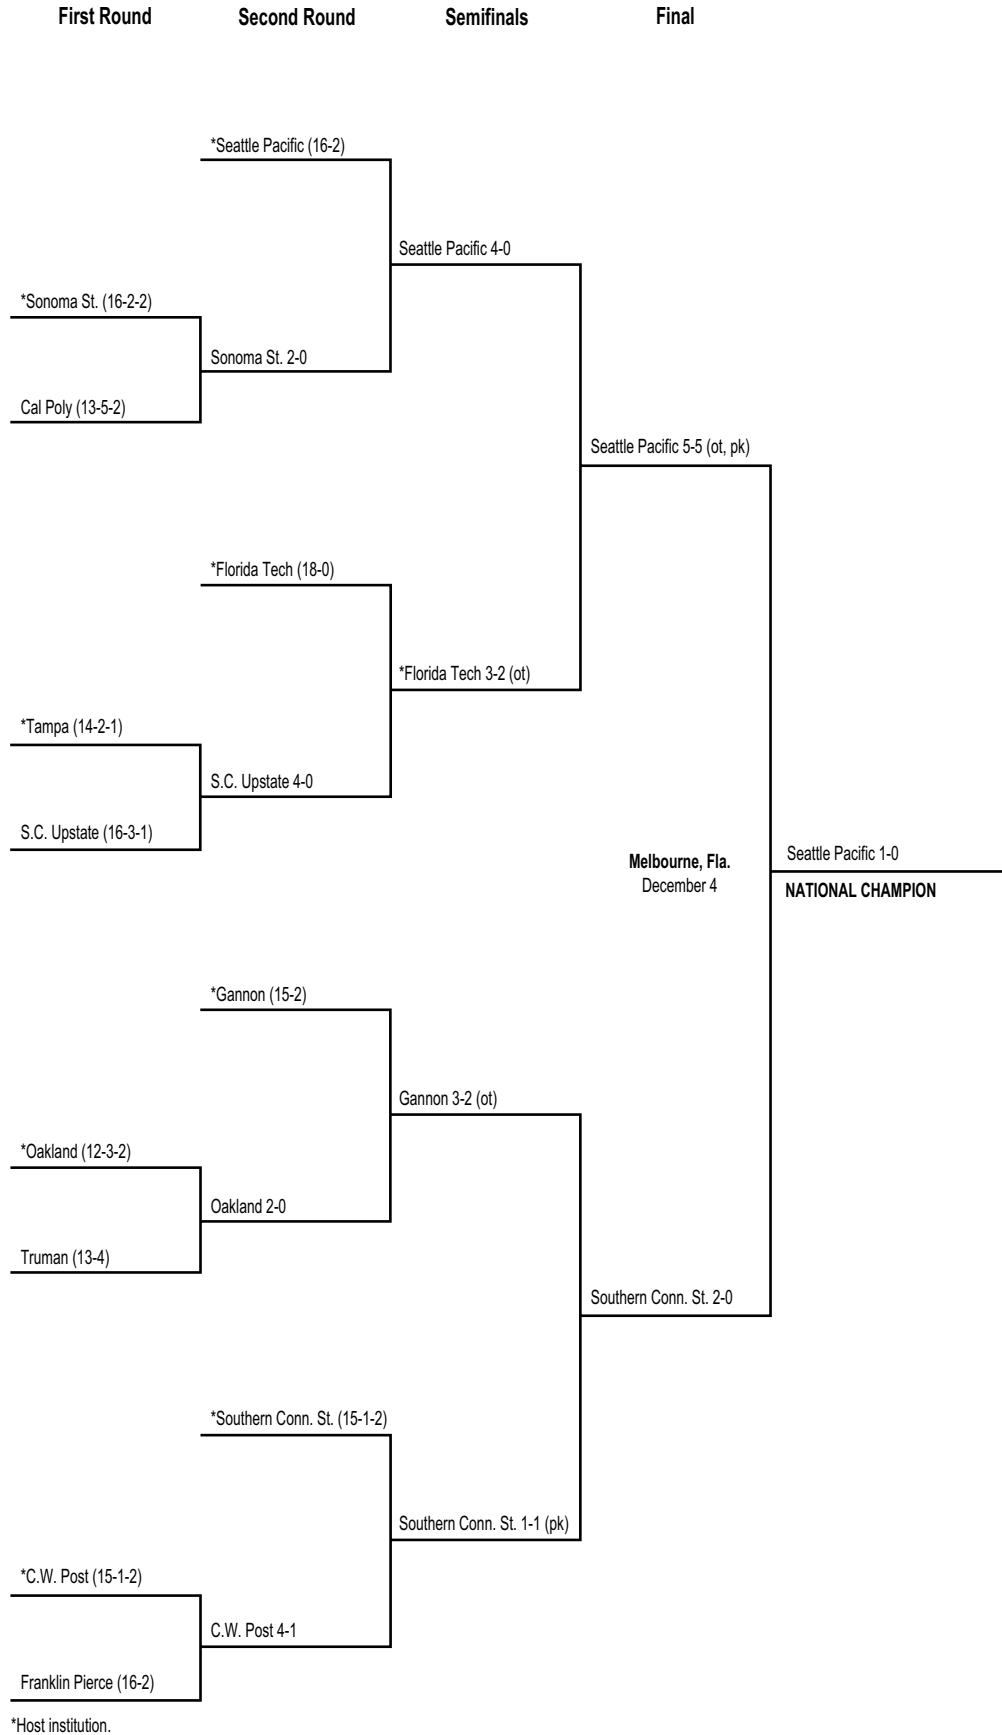 First Round Second Round Semifinals Final
*Seattle Pacific (16-2)
Seattle Pacific 4-0
*Sonoma St. (16-2-2)
Sonoma St. 2-0
Cal Poly (13-5-2)
Seattle Pacific 5-5 (ot, pk)
*Florida Tech (18-0)
*Florida Tech 3-2 (ot)
*Tampa (14-2-1)
S.C. Upstate 4-0
S.C. Upstate (16-3-1)
Melbourne, Fla.
December 4
Seattle Pacific 1-0
NATIONAL CHAMPION
*Gannon (15-2)
Gannon 3-2 (ot)
*Oakland (12-3-2)
Oakland 2-0
Truman (13-4)
Southern Conn. St. 2-0
*Southern Conn. St. (15-1-2)
Southern Conn. St. 1-1 (pk)
*C.W. Post (15-1-2)
C.W. Post 4-1
Franklin Pierce (16-2)
*Host institution.